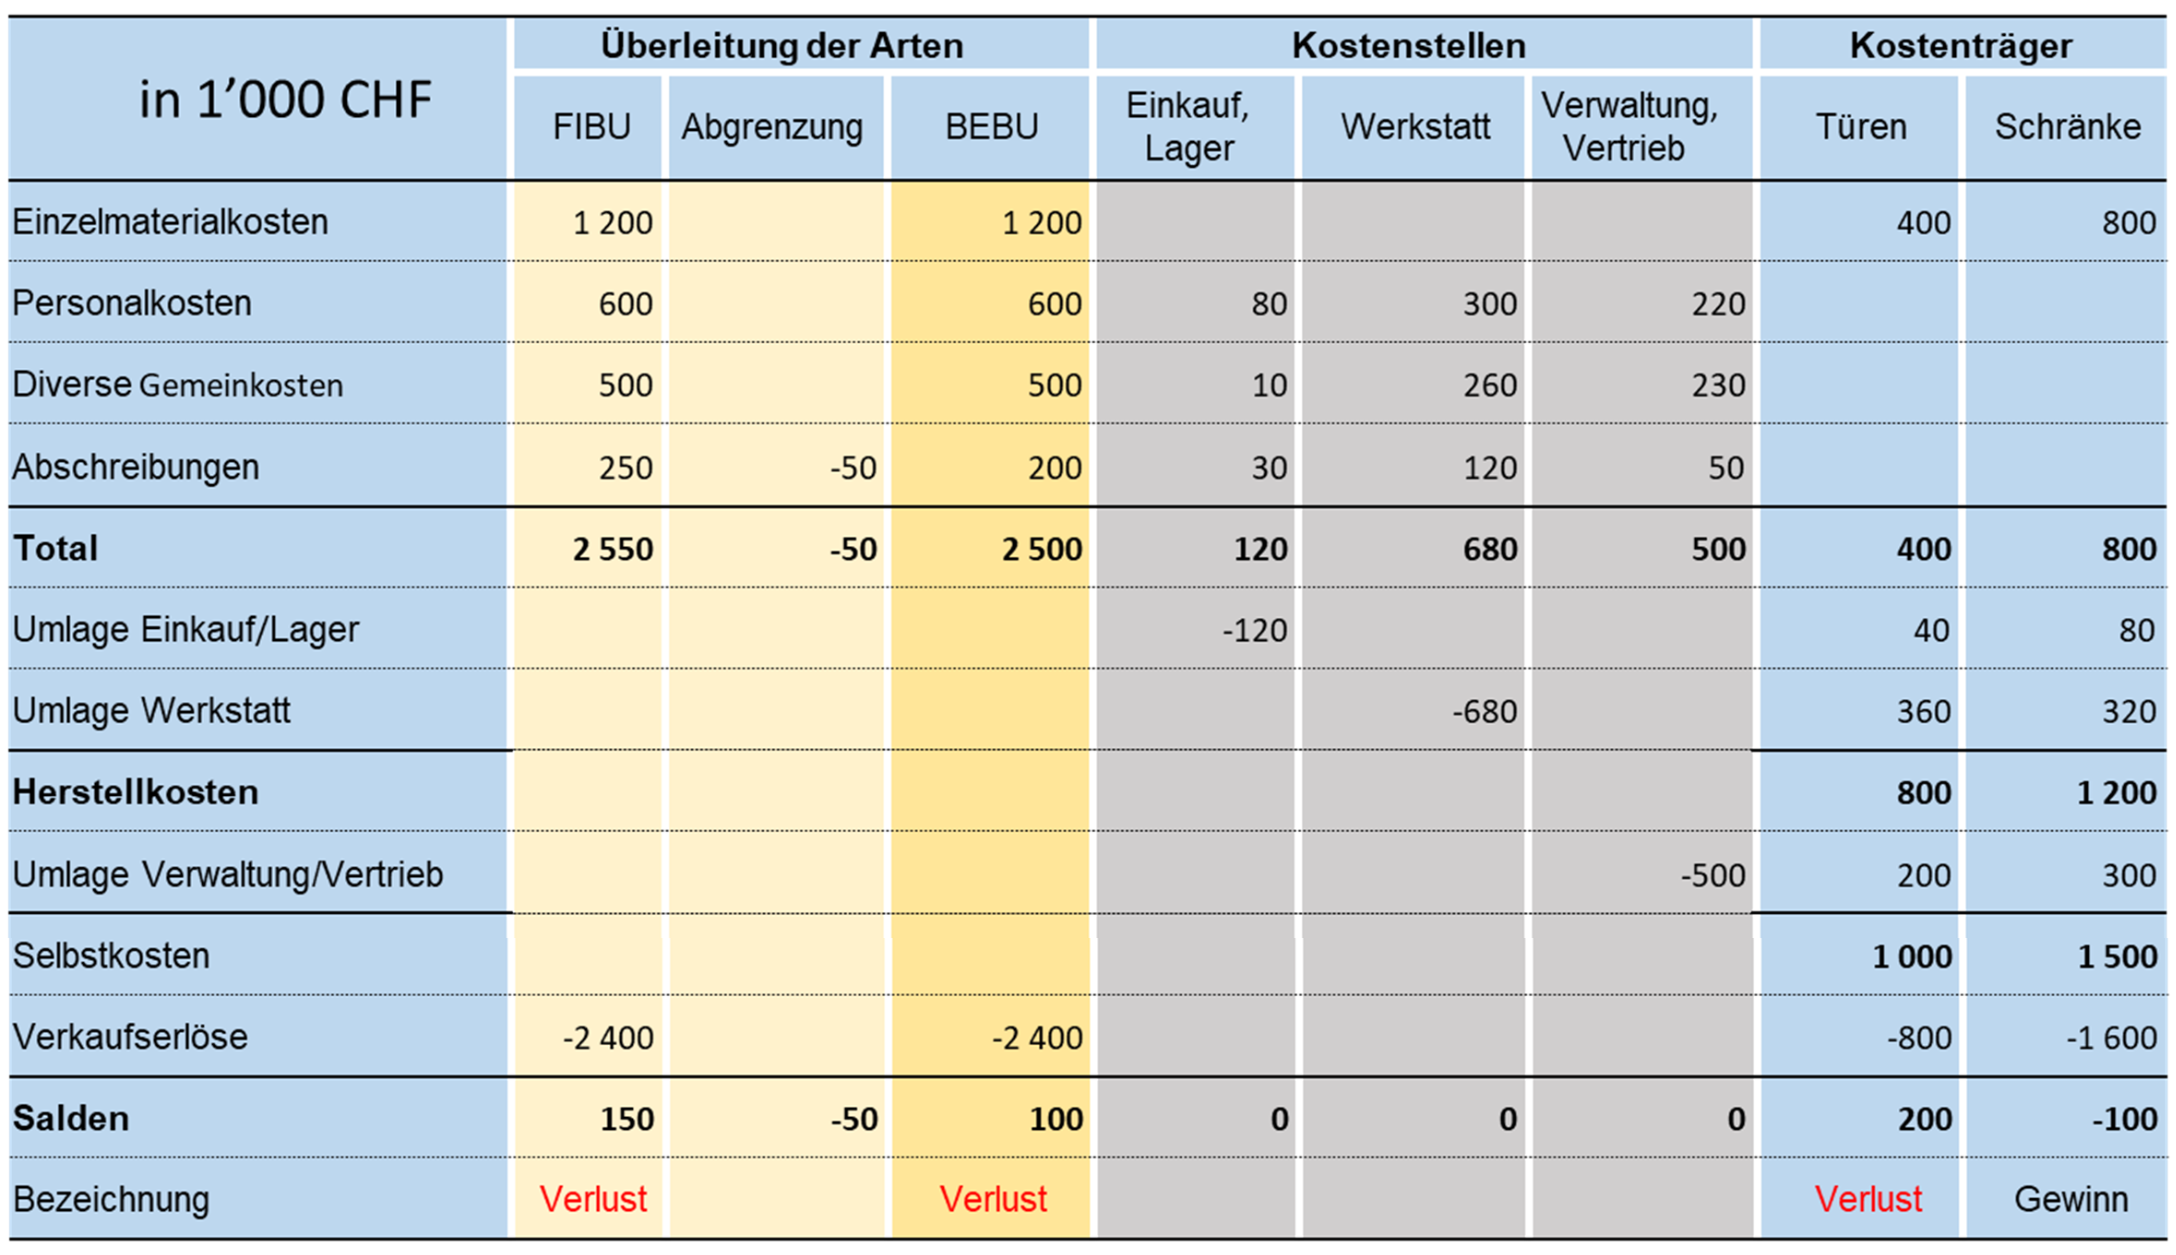 in 1’000 CHF Überleitung der Arten Kostenstellen Kostenträger
FIBU Abgrenzung BEBU Einkauf, Lager Werkstatt Verwaltung, Vertrieb Türen Schränke
Einzelmaterialkosten 1 200 1 200 400 800
Personalkosten 600 600 80 300 220
Diverse Gemeinkosten 500 500 10 260 230
Abschreibungen 250 -50 200 30 120 50
Total 2 550 -50 2 500 120 680 500 400 800
Umlage Einkauf/Lager -120 40 80
Umlage Werkstatt -680 360 320
Herstellkosten 800 1 200
Umlage Verwaltung/Vertrieb -500 200 300
Selbstkosten 1 000 1 500
Verkaufserlöse -2 400 -2 400 -800 -1 600
Salden 150 -50 100 0 0 0 200 -100
Bezeichnung Verlust Verlust Verlust Gewinn